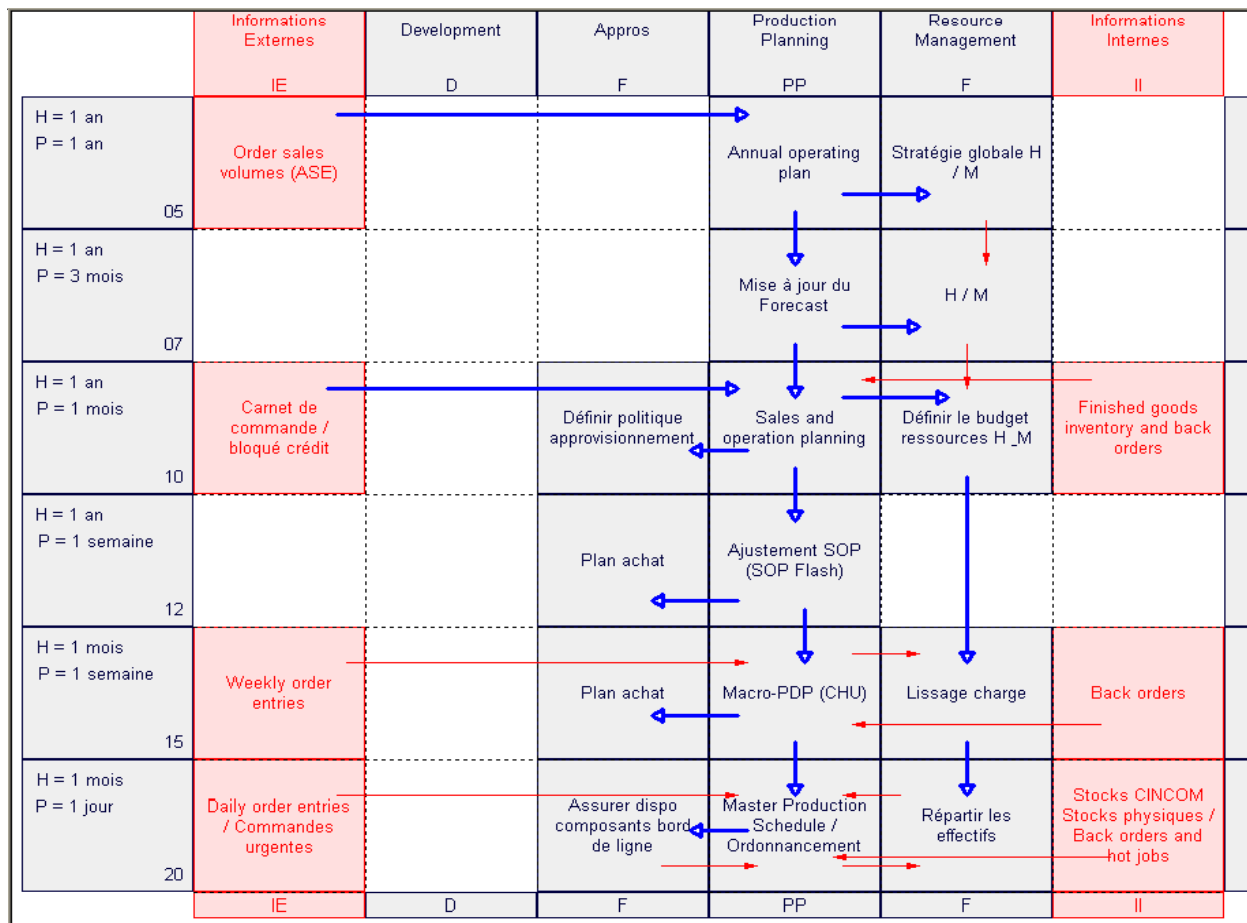 Informations
Externes
IE
Development
D
Appros
F
Production
Planning
PP
Resource
Management
F
Informations
Internes
II
H = 1 an
P = 1 an
05
Order sales
volumes (ASE)
Annual operating
plan
Stratégie globale H
/ M
H = 1 an
P = 3 mois
07
Mise à jour du
Forecast
H / M
H = 1 an
P = 1 mois
10
Carnet de
commande /
bloqué crédit
Définir politique
approvisionnement
Sales and
operation planning
Définir le budget
ressources H _M
Finished goods
inventory and back
orders
H = 1 an
P = 1 semaine
12
Plan achat
Ajustement SOP
(SOP Flash)
H = 1 mois
P = 1 semaine
15
Weekly order
entries
Plan achat
Macro-PDP (CHU)
Lissage charge
Back orders
H = 1 mois
P = 1 jour
20
Daily order entries
/ Commandes
urgentes
Assurer dispo
composants bord
de ligne
Master Production
Schedule /
Ordonnancement
Répartir les
effectifs
Stocks CINCOM
Stocks physiques /
Back orders and
hot jobs
IE
D
F
PP
F
II